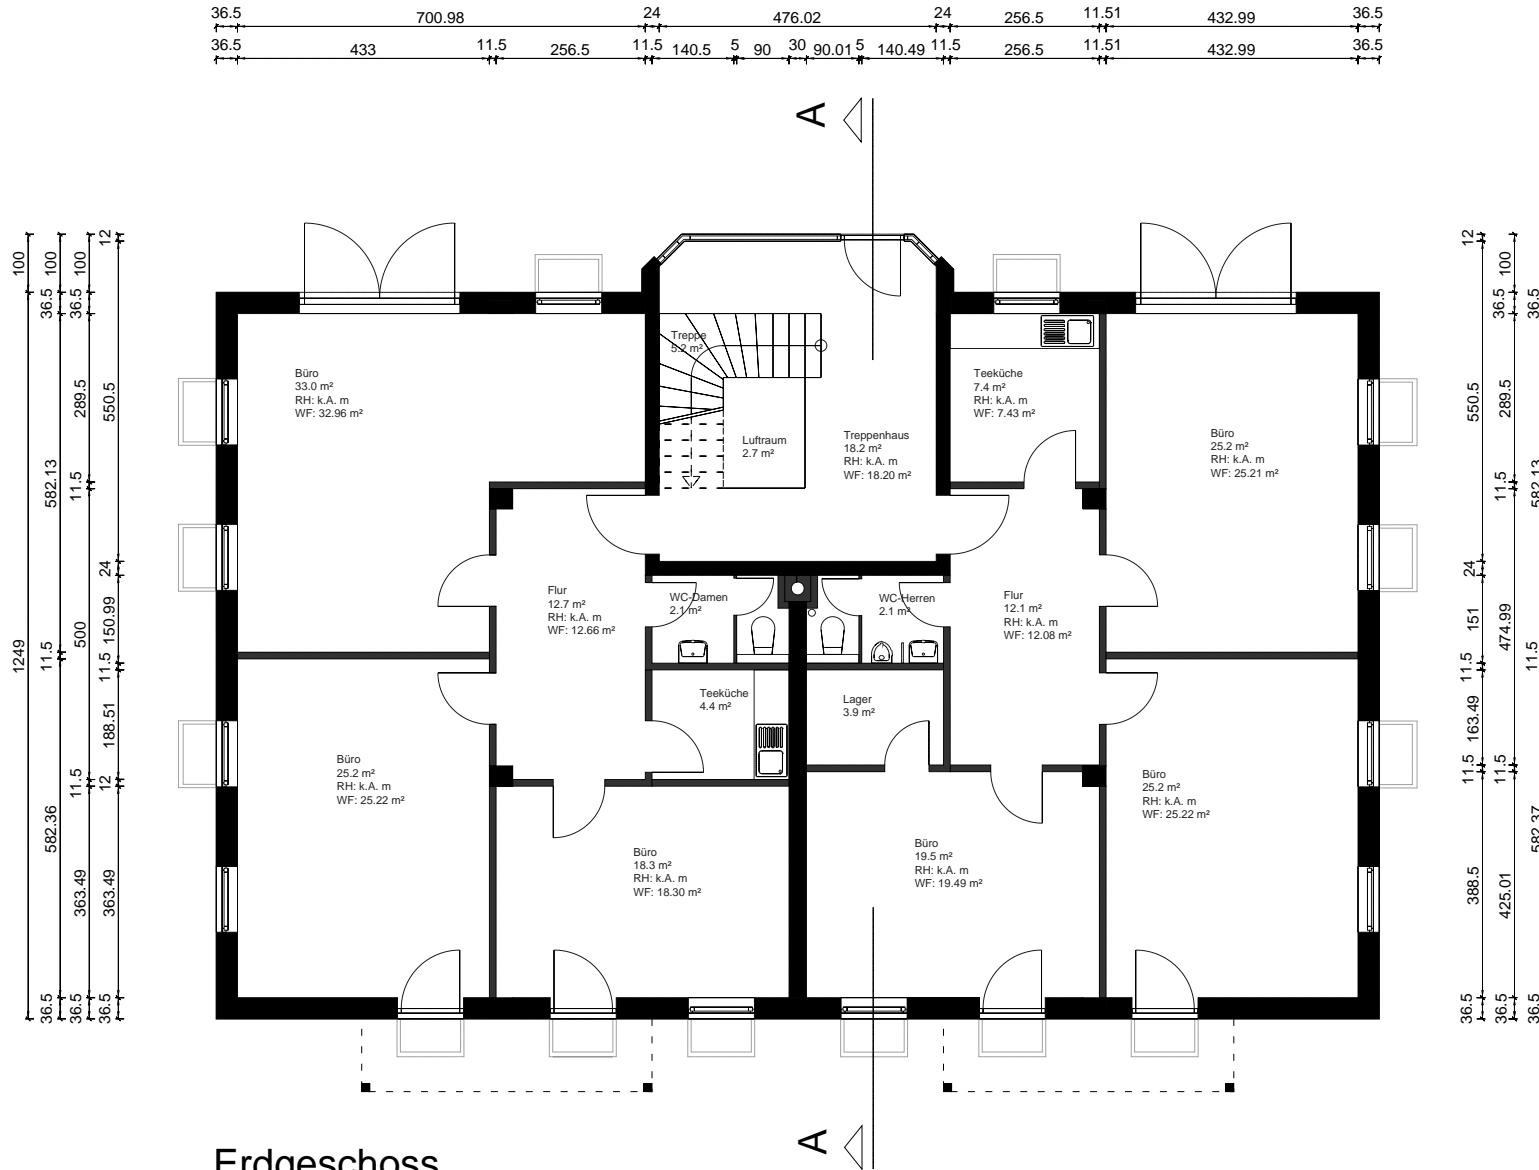 36.5 700.98 24 476.02 24 256.5 11.51 432.99 36.5
36.5 433 11.5 256.5 11.5 140.5 5 90 30 90.01 5 140.49 11.5 256.5 11.51 432.99 36.5
A
100 1249
100 36.5 582.13 11.5 582.36 36.5
100 36.5 289.5 11.5 500 11.5 363.49 36.5
12 550.5 24 150.99 11.5 188.51 12 363.49 36.5
Büro
33.0 m²
RH: k.A. m
WF: 32.96 m²
Treppe
5.2 m²
Luftraum
2.7 m²
Treppenhaus
18.2 m²
RH: k.A. m
WF: 18.20 m²
Teeküche
7.4 m²
RH: k.A. m
WF: 7.43 m²
Büro
25.2 m²
RH: k.A. m
WF: 25.21 m²
Flur
12.7 m²
RH: k.A. m
WF: 12.66 m²
WC-Damen
2.1 m²
WC-Herren
2.1 m²
Flur
12.1 m²
RH: k.A. m
WF: 12.08 m²
Teeküche
4.4 m²
Lager
3.9 m²
Büro
25.2 m²
RH: k.A. m
WF: 25.22 m²
Büro
18.3 m²
RH: k.A. m
WF: 18.30 m²
Büro
19.5 m²
RH: k.A. m
WF: 19.49 m²
Büro
25.2 m²
RH: k.A. m
WF: 25.22 m²
12 550.5 24 151 11.5 163.49 11.5 388.5 36.5
100 36.5 289.5 11.5 474.99 11.5 425.01 36.5
36.5 582.13 11.5 582.37 36.5
A
Erdgeschoss